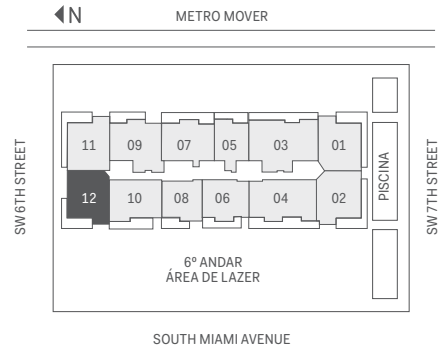 N
METRO MOVER
SW 6TH STREET
11
09
07
05
03
01
12
10
08
06
04
02
PISCINA
SW 7TH STREET
6º ANDAR
ÁREA DE LAZER
SOUTH MIAMI AVENUE